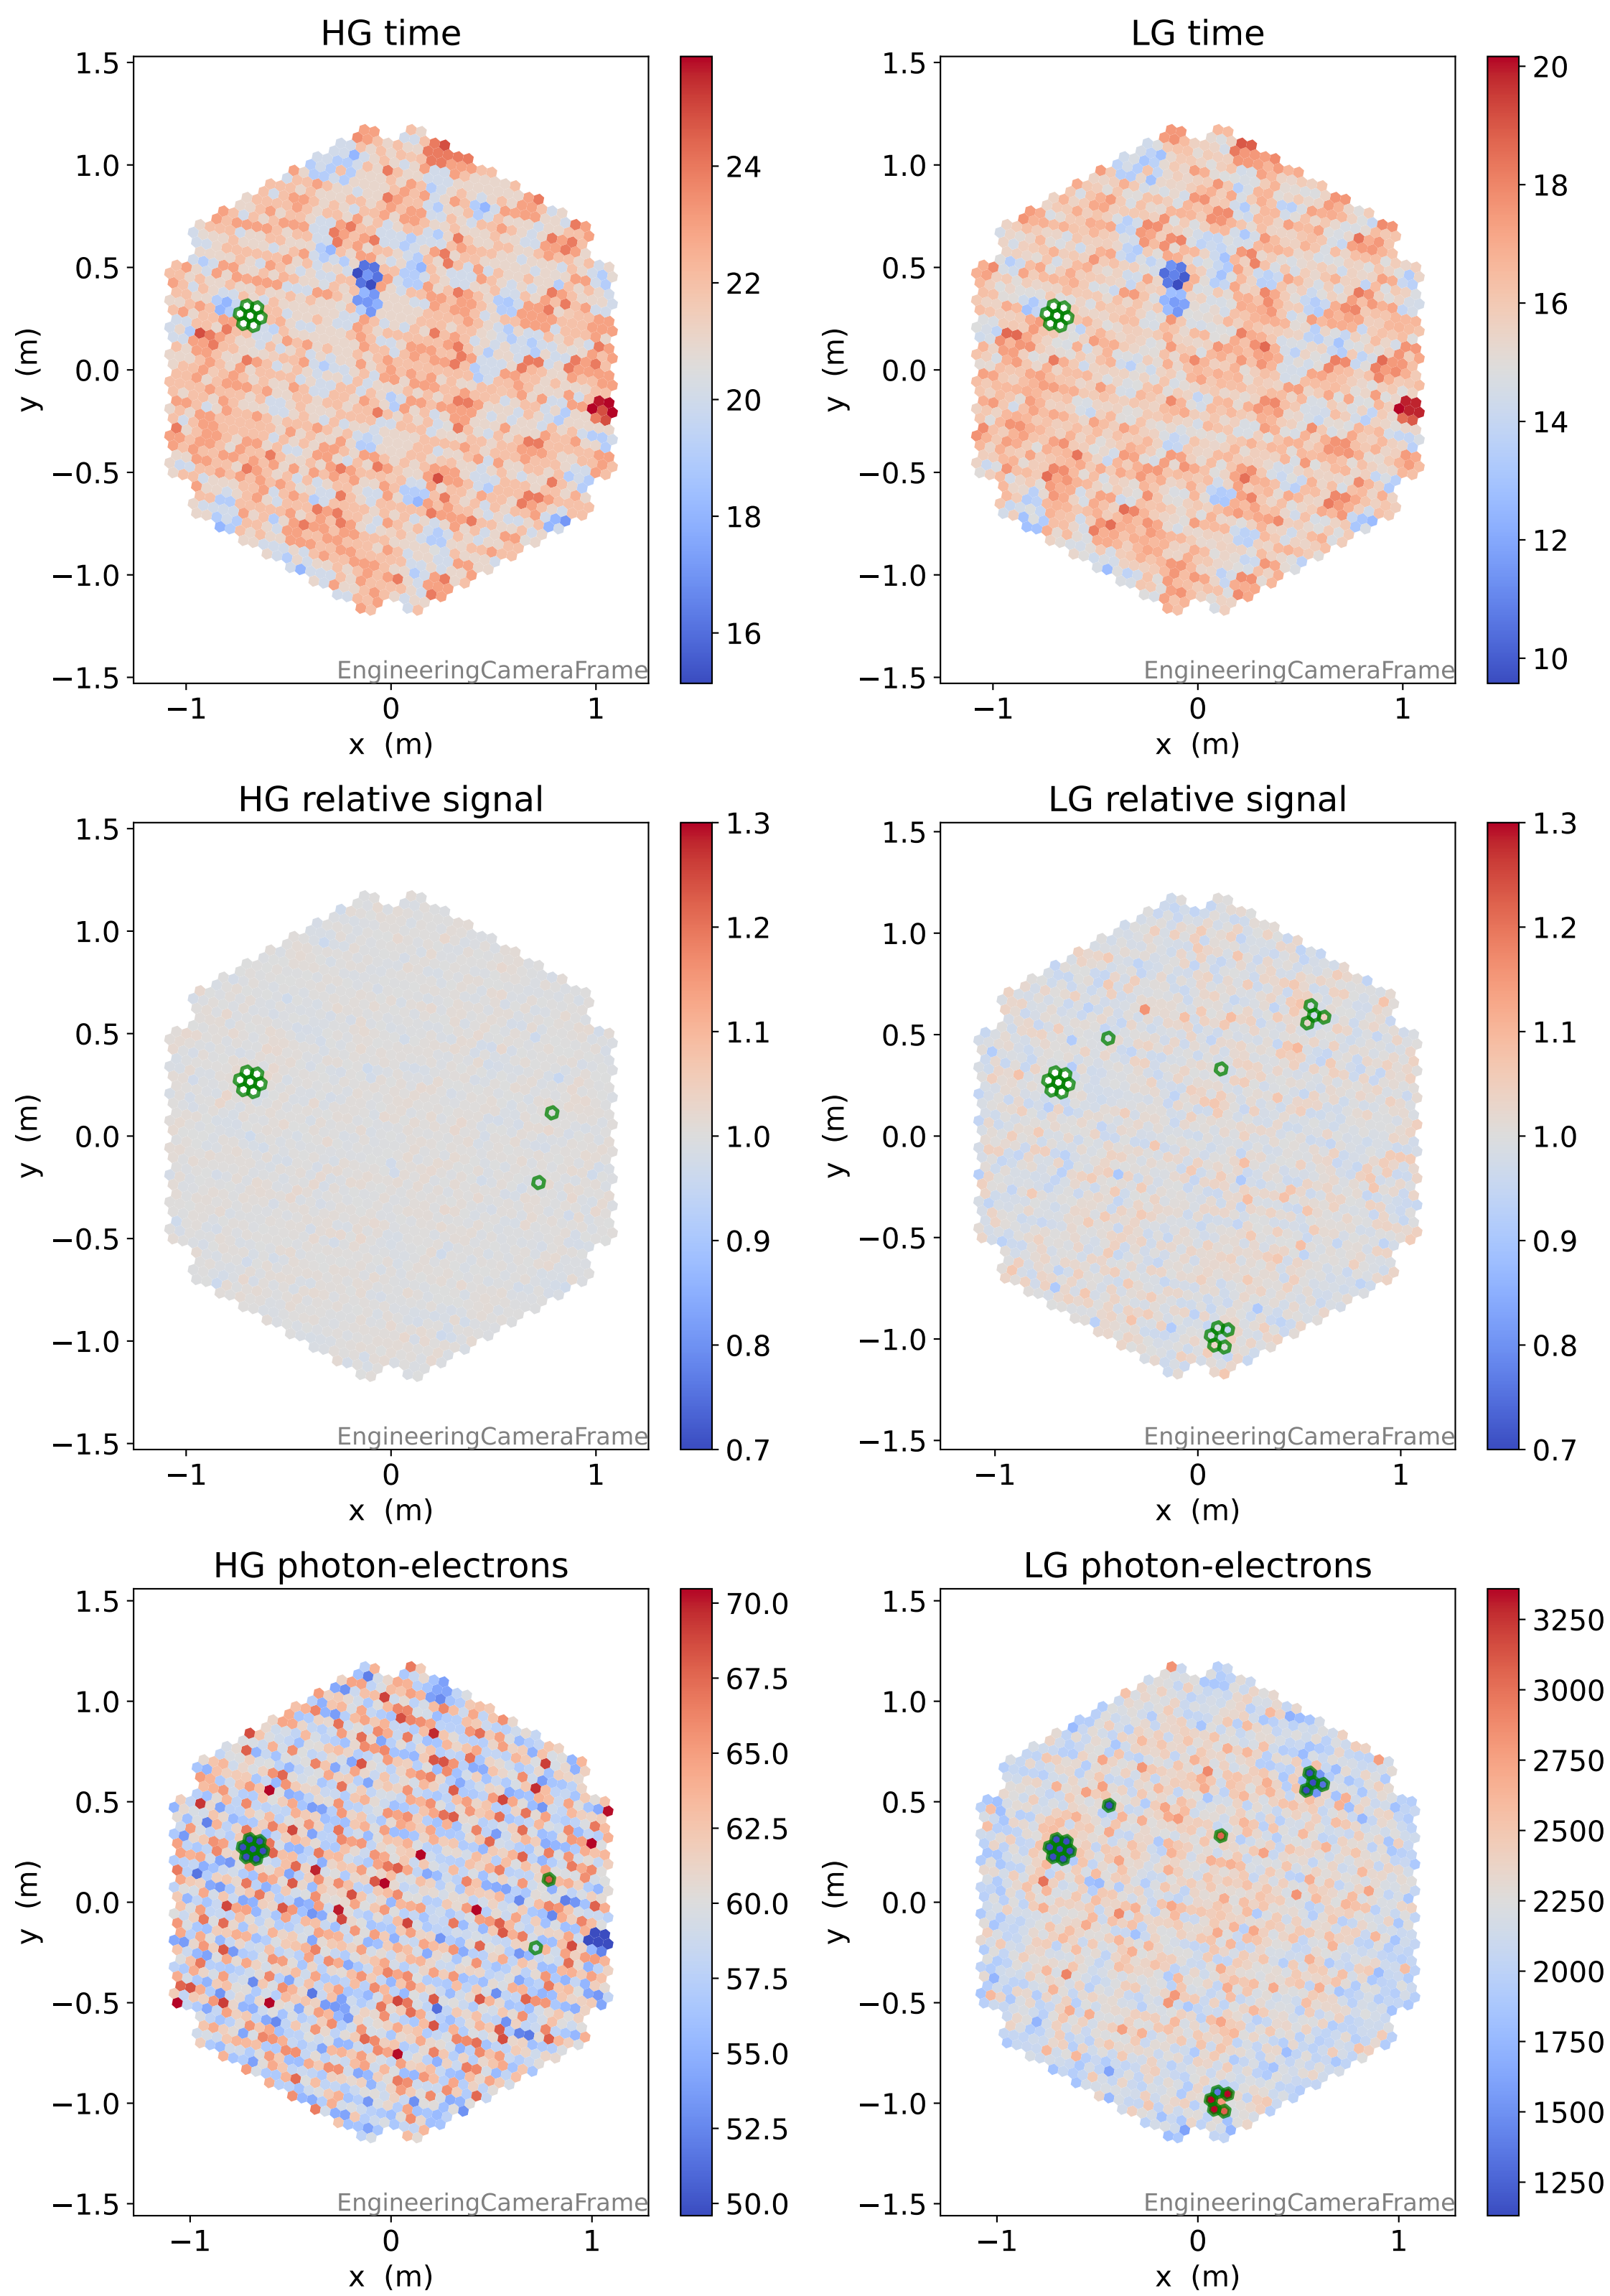 HG time
LG time
1.5
1.0
0.5
0.0
−0.5
−1.0
−1.5
y (m)
−1 0 1
x (m)
EngineeringCameraFrame
24
22
20
18
16
1.5
1.0
0.5
0.0
−0.5
−1.0
−1.5
y (m)
−1 0 1
x (m)
EngineeringCameraFrame
20
18
16
14
12
10
HG relative signal
LG relative signal
1.5
1.0
0.5
0.0
−0.5
−1.0
−1.5
y (m)
−1 0 1
x (m)
EngineeringCameraFrame
1.3
1.2
1.1
1.0
0.9
0.8
0.7
1.5
1.0
0.5
0.0
−0.5
−1.0
−1.5
y (m)
−1 0 1
x (m)
EngineeringCameraFrame
1.3
1.2
1.1
1.0
0.9
0.8
0.7
HG photon-electrons
LG photon-electrons
1.5
1.0
0.5
0.0
−0.5
−1.0
−1.5
y (m)
−1 0 1
x (m)
EngineeringCameraFrame
70.0
67.5
65.0
62.5
60.0
57.5
55.0
52.5
50.0
1.5
1.0
0.5
0.0
−0.5
−1.0
−1.5
y (m)
−1 0 1
x (m)
EngineeringCameraFrame
3250
3000
2750
2500
2250
2000
1750
1500
1250